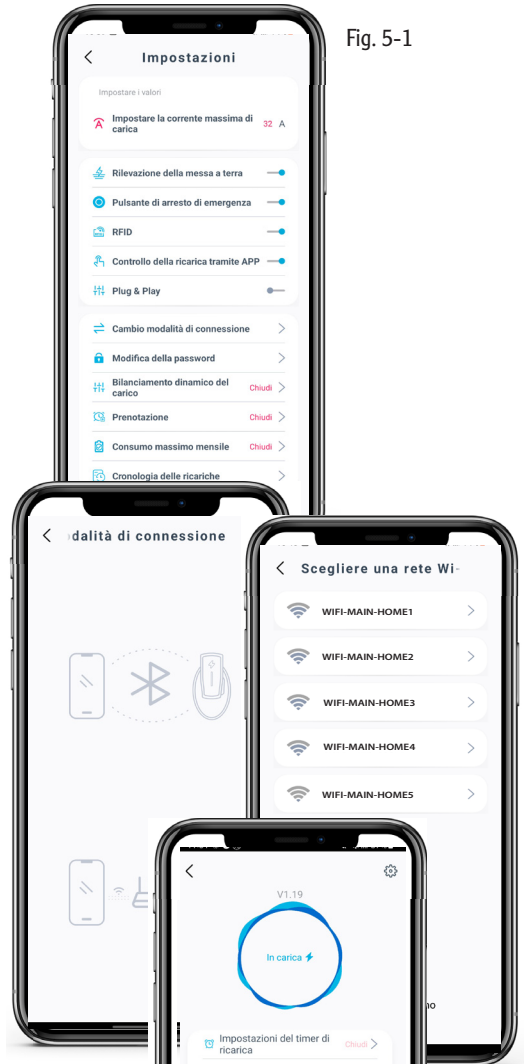 Fig. 5-1
Impostazioni
Impostare i valori
Impostare la corrente massima di
carica
32 A
Rilevazione della messa a terra
Pulsante di arresto di emergenza
RFID
Controllo della ricarica tramite APP
Plug & Play
Cambio modalità di connessione
Modifica della password
Bilanciamento dinamico del
carico
Chiudi
Prenotazione
Chiudi
Consumo massimo mensile
Chiudi
Cronologia delle ricariche
dalità di connessione
Scegliere una rete Wi-
WIFI-MAIN-HOME1
WIFI-MAIN-HOME2
WIFI-MAIN-HOME3
WIFI-MAIN-HOME4
WIFI-MAIN-HOME5
no
V1.19
In carica
Impostazioni del timer di
ricarica
Chiudi